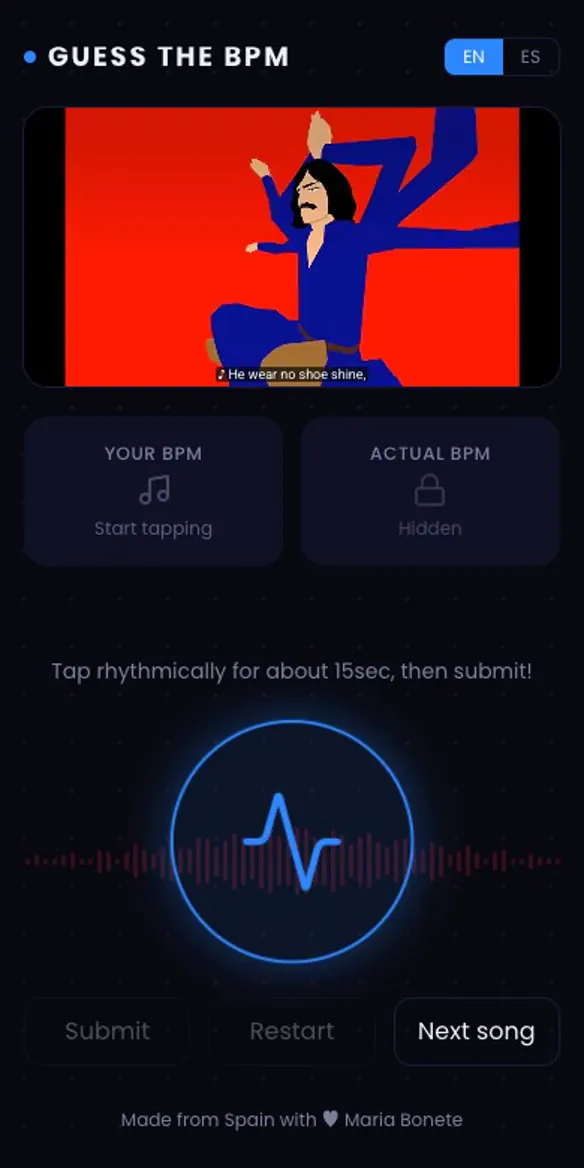 GUESS THE BPM
EN ES
♪ He wear no shoe shine,
YOUR BPM
Start tapping
ACTUAL BPM
Hidden
Tap rhythmically for about 15sec, then submit!
Submit
Restart
Next song
Made from Spain with ♥ Maria Bonete